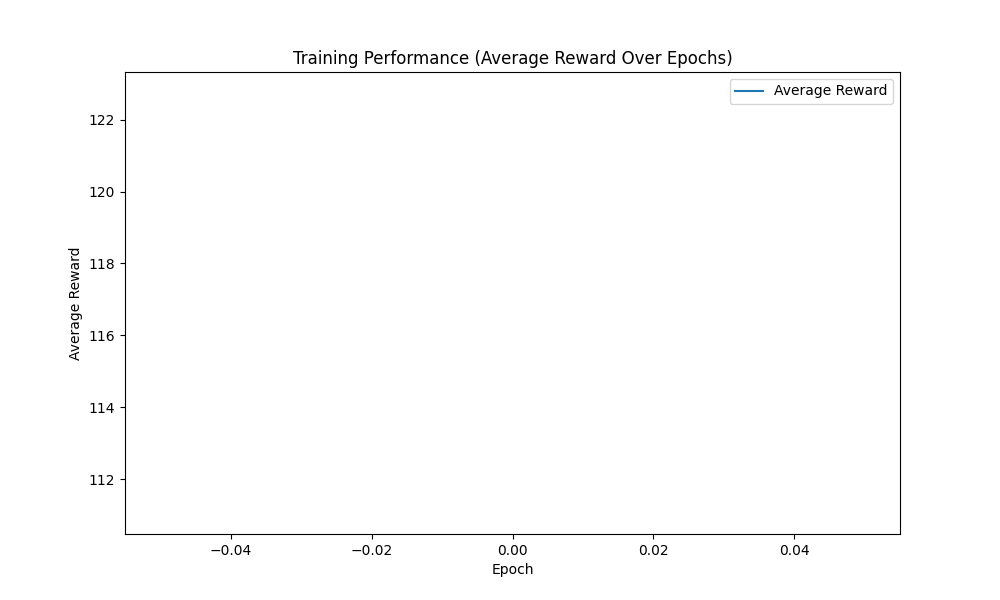 Training Performance (Average Reward Over Epochs)
Average Reward
122
120
118
116
114
112
Average Reward
−0.04
−0.02
0.00
0.02
0.04
Epoch